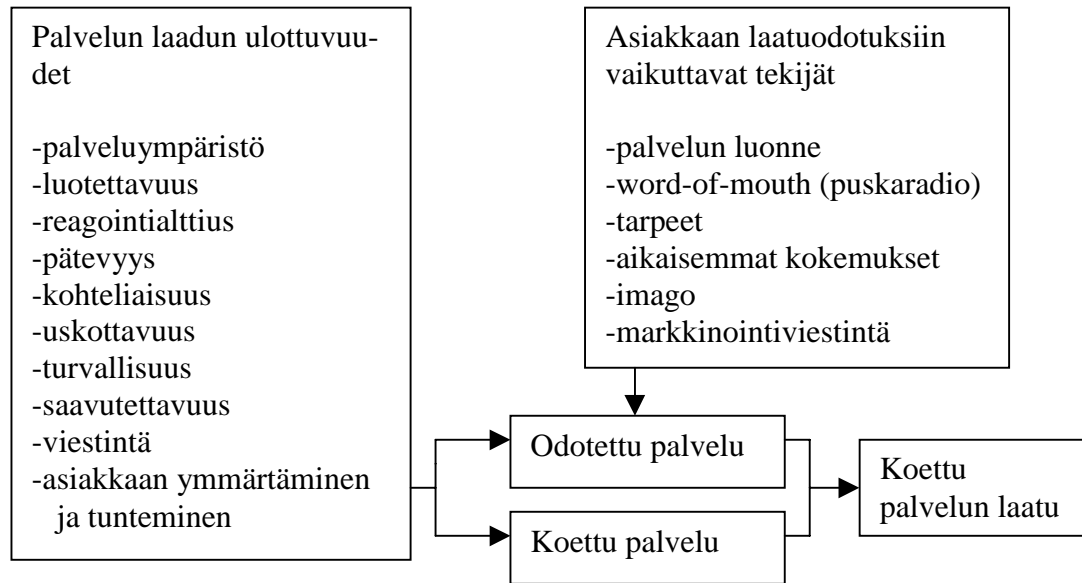 Palvelun laadun ulottuvuu-
det
-palveluympäristö
-luotettavuus
-reagointialttius
-pätevyys
-kohteliaisuus
-uskottavuus
-turvallisuus
-saavutettavuus
-viestintä
-asiakkaan ymmärtäminen
ja tunteminen
Asiakkaan laatuodotuksiin
vaikuttavat tekijät
-palvelun luonne
-word-of-mouth (puskaradio)
-tarpeet
-aikaisemmat kokemukset
-imago
-markkinointiviestintä
Odotettu palvelu
Koettu palvelu
Koettu
palvelun laatu